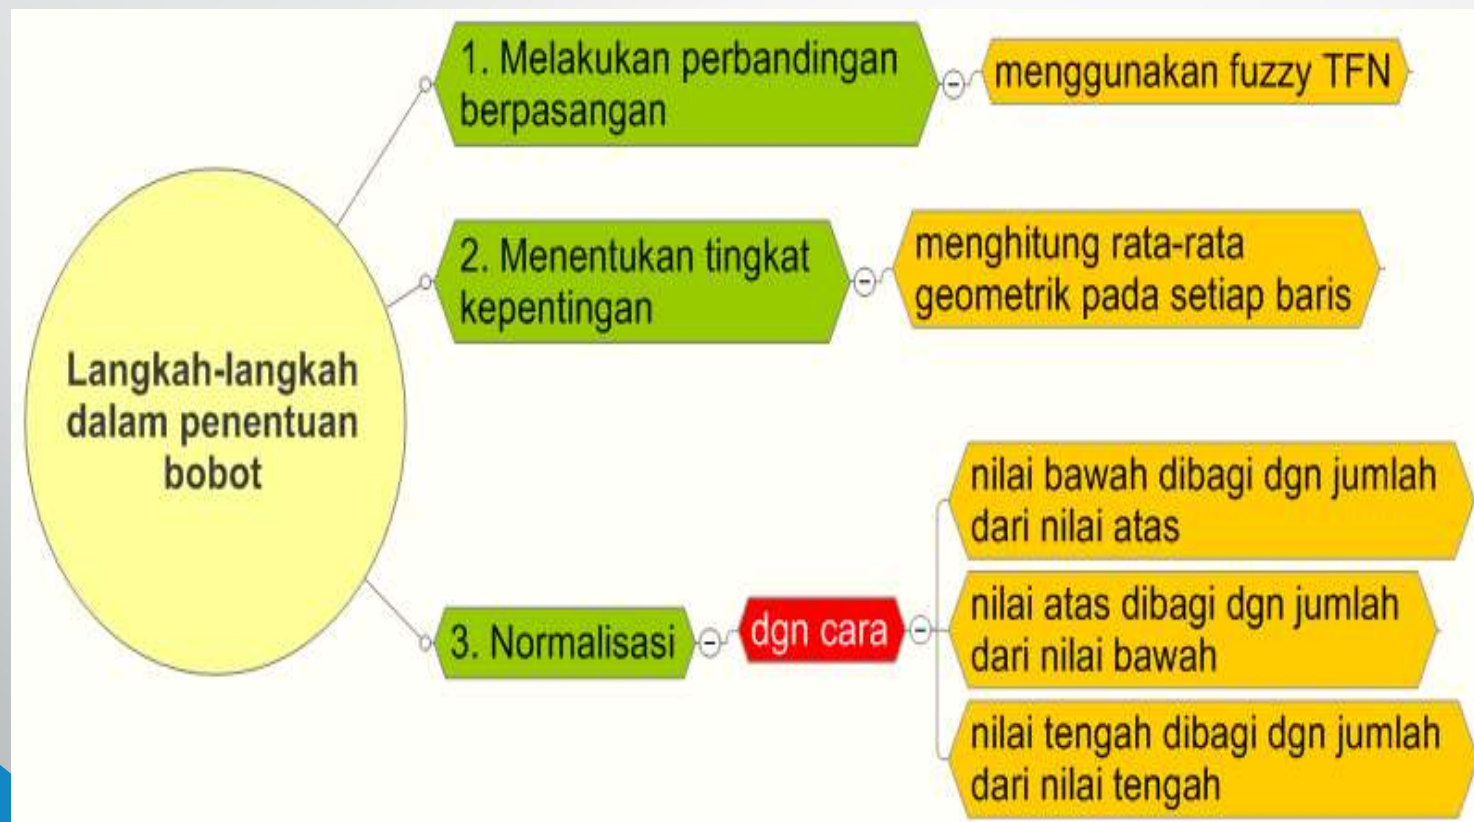 1. Melakukan perbandingan
berpasangan
menggunakan fuzzy TFN
2. Menentukan tingkat
kepentingan
menghitung rata-rata
geometrik pada setiap baris
Langkah-langkah
dalam penentuan
bobot
3. Normalisasi
dgn cara
nilai bawah dibagi dgn jumlah
dari nilai atas
nilai atas dibagi dgn jumlah
dari nilai bawah
nilai tengah dibagi dgn jumlah
dari nilai tengah